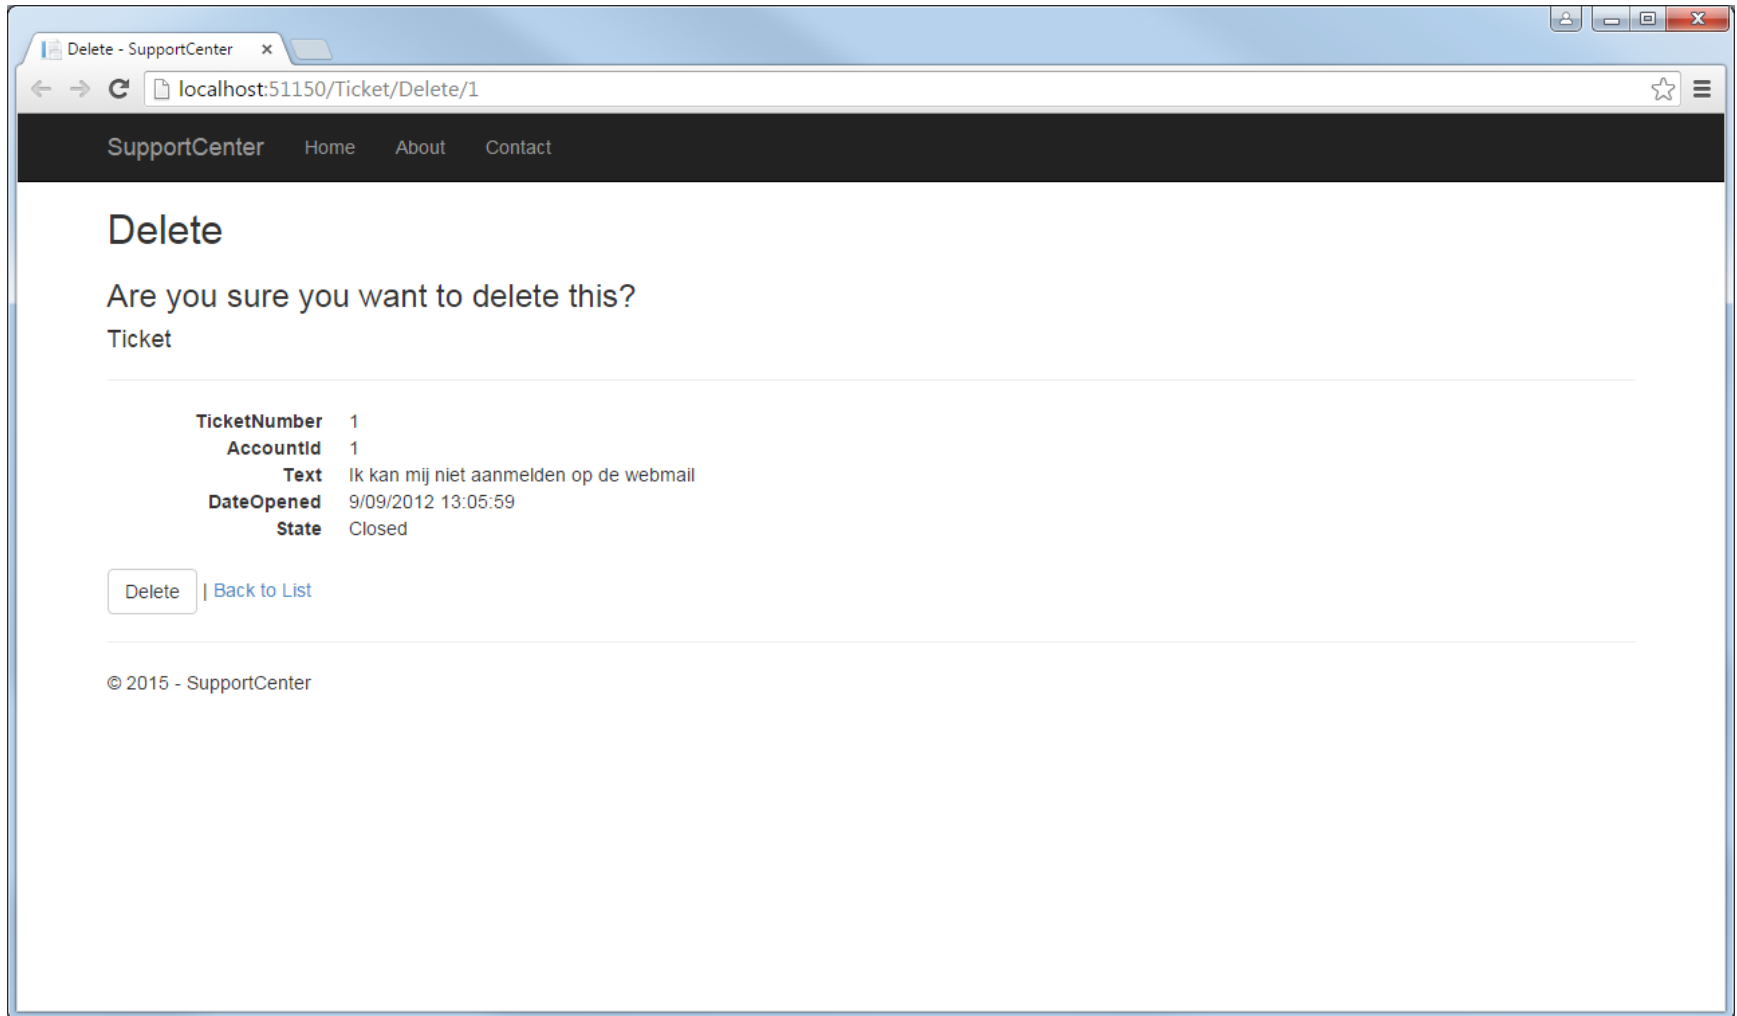 Delete - SupportCenter
localhost:51150/Ticket/Delete/1
SupportCenter Home About Contact
Delete
Are you sure you want to delete this?
Ticket
TicketNumber 1
AccountId 1
Text Ik kan mij niet aanmelden op de webmail
DateOpened 9/09/2012 13:05:59
State Closed
Delete | Back to List
© 2015 - SupportCenter